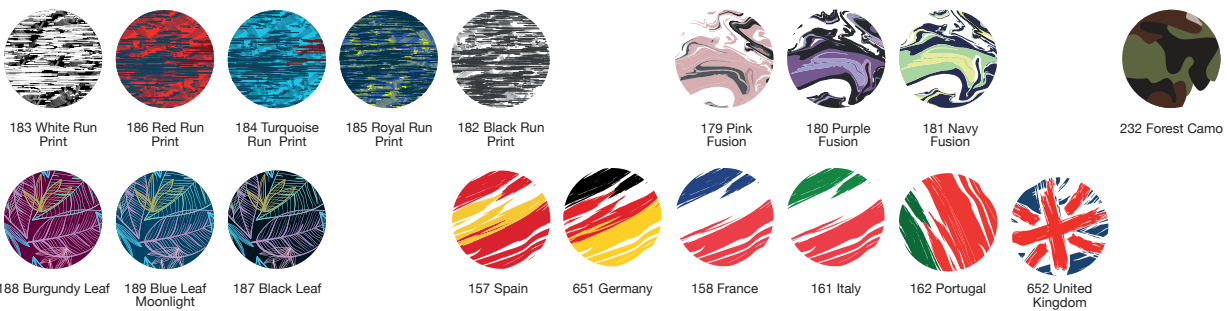 183 White Run
Print
186 Red Run
Print
184 Turquoise
Run Print
185 Royal Run
Print
182 Black Run
Print
179 Pink
Fusion
180 Purple
Fusion
181 Navy
Fusion
232 Forest Camo
188 Burgundy Leaf
189 Blue Leaf
Moonlight
187 Black Leaf
157 Spain
651 Germany
158 France
161 Italy
162 Portugal
652 United
Kingdom